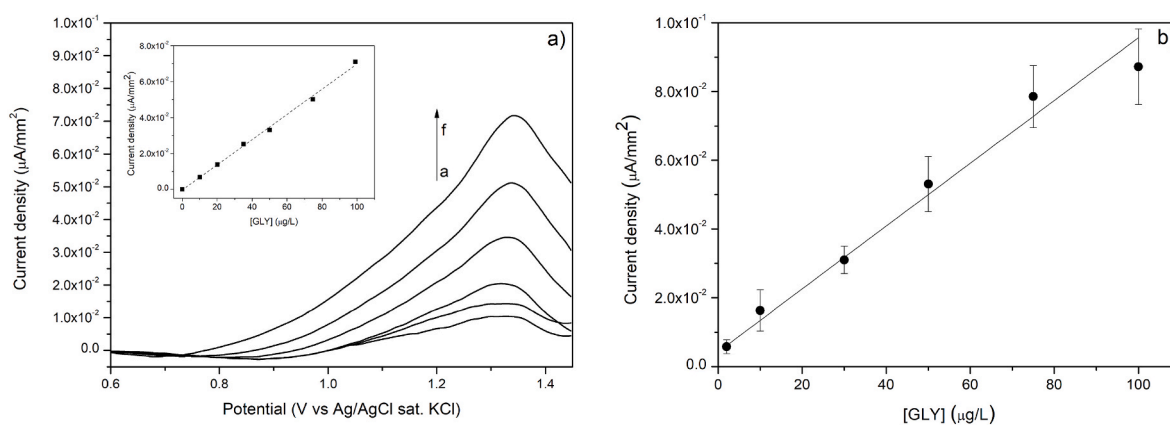 a)
1.0x10⁻¹
9.0x10⁻²
8.0x10⁻²
7.0x10⁻²
6.0x10⁻²
5.0x10⁻²
4.0x10⁻²
3.0x10⁻²
2.0x10⁻²
1.0x10⁻²
0.0
Current density (μA/mm²)
0.6 0.8 1.0 1.2 1.4
Potential (V vs Ag/AgCl sat. KCl)
8.0x10⁻²
6.0x10⁻²
4.0x10⁻²
2.0x10⁻²
0.0
Current density (μA/mm²)
0 20 40 60 80 100
[GLY] (μg/L)
f
a
b
1.0x10⁻¹
8.0x10⁻²
6.0x10⁻²
4.0x10⁻²
2.0x10⁻²
0.0
Current density (μA/mm²)
0 20 40 60 80 100
[GLY] (μg/L)